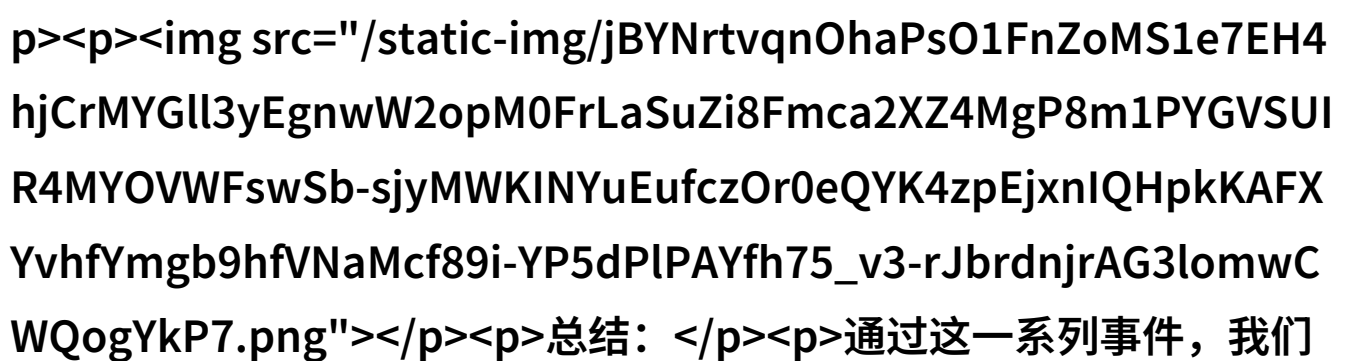 p><p><img src="/static-img/jBYNrtvqnOhaPsO1FnZoMS1e7EH4
hjCrMYGll3yEgnwW2opM0FrLaSuZi8Fmca2XZ4MgP8m1PYGVSUI
R4MYOVWFswSb-sjyMWKINYuEufczOr0eQYK4zpEjxnIQHpkKAFX
YvhfYmgb9hfVNaMcf89i-YP5dPlPAYfh75_v3-rJbrdnjrAG3lomwC
WQogYkP7.png"></p><p>总结：</p><p>通过这一系列事件，我们